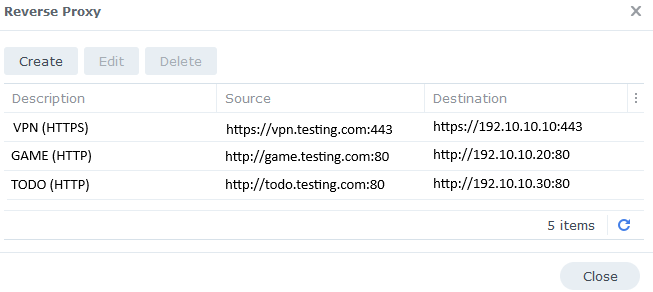 Reverse Proxy
Create Edit Delete
Description Source Destination
VPN (HTTPS) https://vpn.testing.com:443 https://192.10.10.10:443
GAME (HTTP) http://game.testing.com:80 http://192.10.10.20:80
TODO (HTTP) http://todo.testing.com:80 http://192.10.10.30:80
5 items
Close